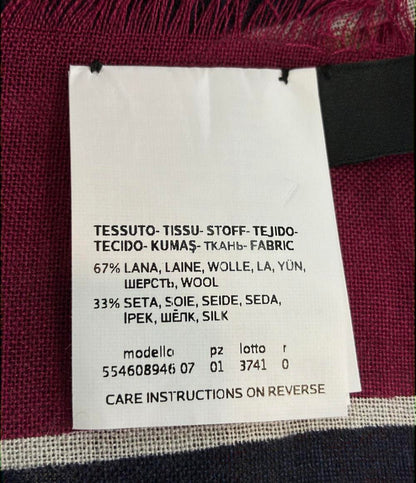 TESSUTO- TISSU- STOFF- TEJIDO-
TECIDO- KUMAŞ- ТКАНЬ- FABRIC
67% LANA, LAINE, WOLLE, LA, YÜN,
ШЕРСТЬ, WOOL
33% SETA, SOIE, SEIDE, SEDA,
İPEK, ШЁЛК, SILK
modello pz lotto r
554608946 07 01 3741 0
CARE INSTRUCTIONS ON REVERSE